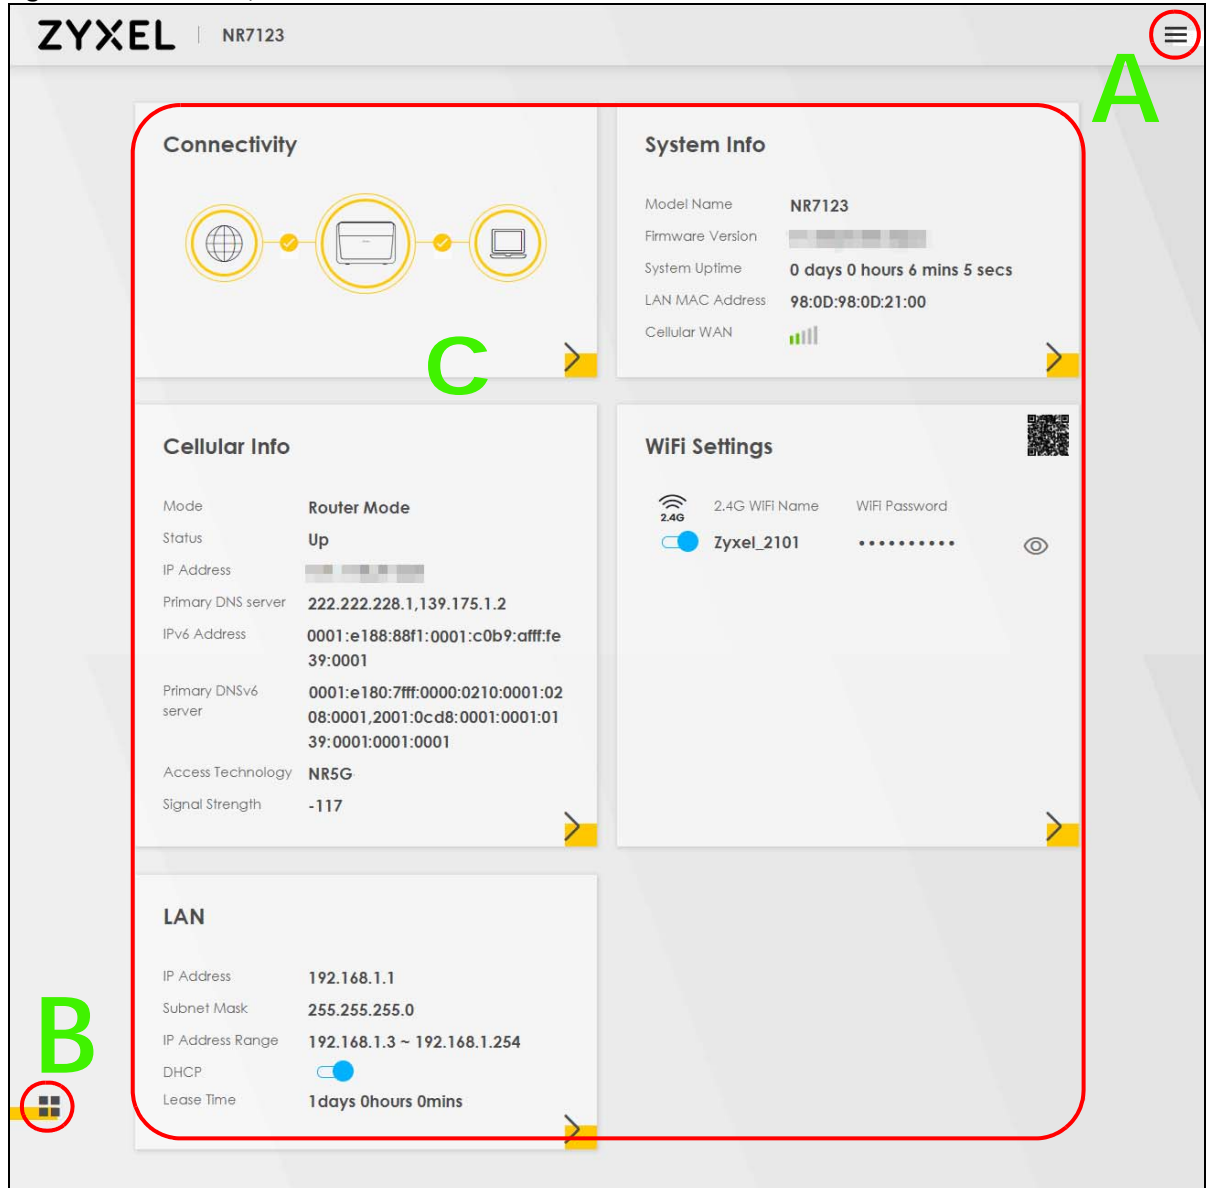 ZYXEL NR7123
A
Connectivity
C
System Info
Model Name NR7123
Firmware Version
System Uptime 0 days 0 hours 6 mins 5 secs
LAN MAC Address 98:0D:98:0D:21:00
Cellular WAN
Cellular Info
Mode Router Mode
Status Up
IP Address
Primary DNS server 222.222.228.1,139.175.1.2
IPv6 Address 0001:e188:88f1:0001:c0b9:afff:fe
39:0001
Primary DNSv6 0001:e180:7fff:0000:0210:0001:02
server 08:0001,2001:0cd8:0001:0001:01
39:0001:0001:0001
Access Technology NR5G
Signal Strength -117
WiFi Settings
2.4G 2.4G WiFi Name WiFi Password
Zyxel_2101 ••••••••••
LAN
IP Address 192.168.1.1
Subnet Mask 255.255.255.0
IP Address Range 192.168.1.3 ~ 192.168.1.254
DHCP
Lease Time 1days 0hours 0mins
B